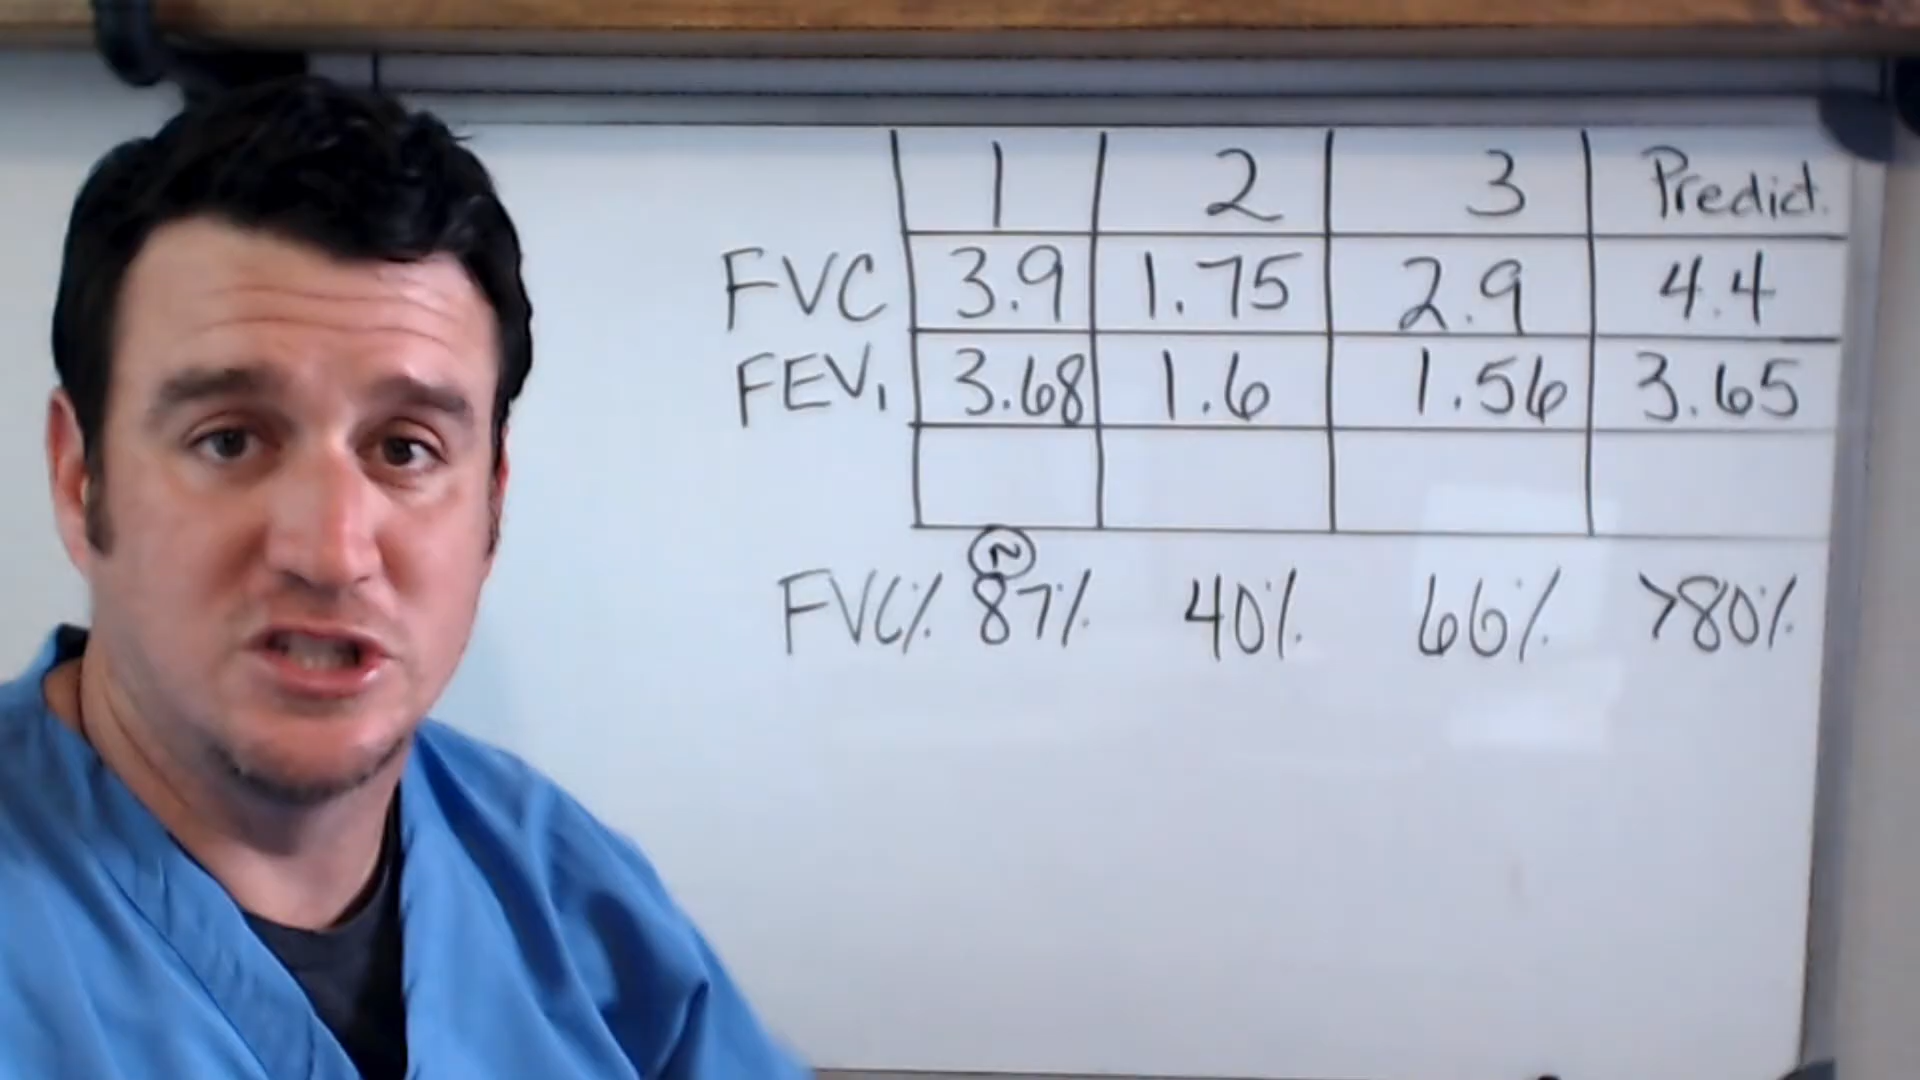 1 2 3 Predict.
FVC 3.9 1.75 2.9 4.4
FEV₁ 3.68 1.6 1.56 3.65
N
FVC% 87% 40% 66% >80%